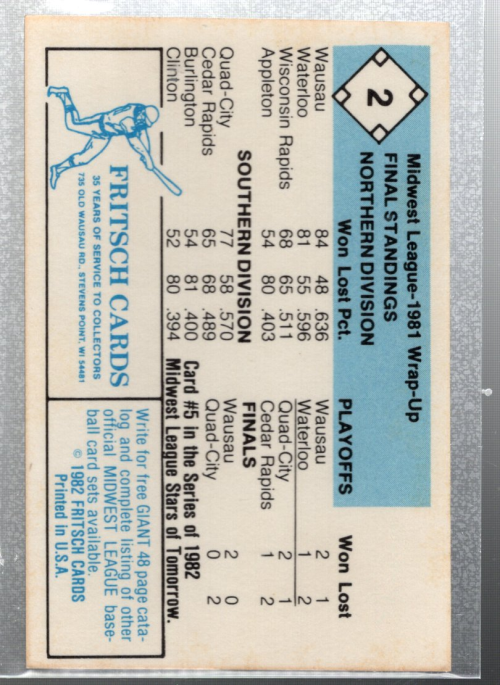 2
Midwest League-1981 Wrap-Up
FINAL STANDINGS
NORTHERN DIVISION
Won Lost Pct.
Wausau 84 48 .636
Waterloo 81 55 .596
Wisconsin Rapids 68 65 .511
Appleton 54 80 .403
SOUTHERN DIVISION
Quad-City 77 58 .570
Cedar Rapids 65 68 .489
Burlington 54 81 .400
Clinton 52 80 .394
PLAYOFFS Won Lost
Wausau 2 1
Waterloo 1 2
Quad-City 2 1
Cedar Rapids 1 2
FINALS
Wausau 2 0
Quad-City 0 2
Card #5 in the Series of 1982
Midwest League Stars of Tomorrow.
FRITSCH CARDS
35 YEARS OF SERVICE TO COLLECTORS
735 OLD WAUSAU RD., STEVENS POINT, WI 54481
Write for free GIANT 48 page cata-
log and complete listing of other
official MIDWEST LEAGUE base-
ball card sets available.
© 1982 FRITSCH CARDS
Printed in U.S.A.